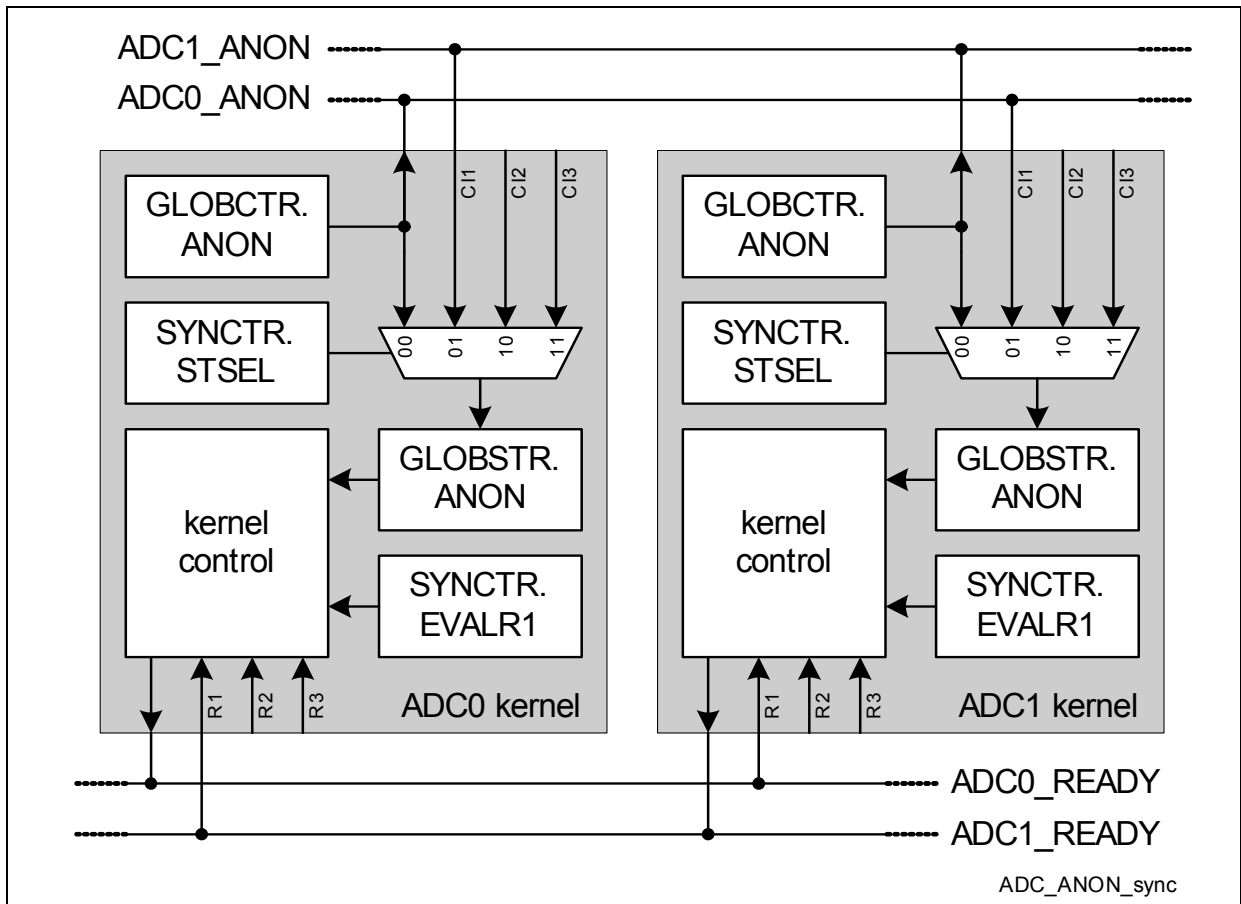 ADC1_ANON
ADC0_ANON
GLOBCTR.
ANON
CI1
CI2
CI3
SYNCTR.
STSEL
00
01
10
11
kernel
control
GLOBSTR.
ANON
SYNCTR.
EVALR1
R1
R2
R3
ADC0 kernel
GLOBCTR.
ANON
CI1
CI2
CI3
SYNCTR.
STSEL
00
01
10
11
kernel
control
GLOBSTR.
ANON
SYNCTR.
EVALR1
R1
R2
R3
ADC1 kernel
ADC0_READY
ADC1_READY
ADC_ANON_sync